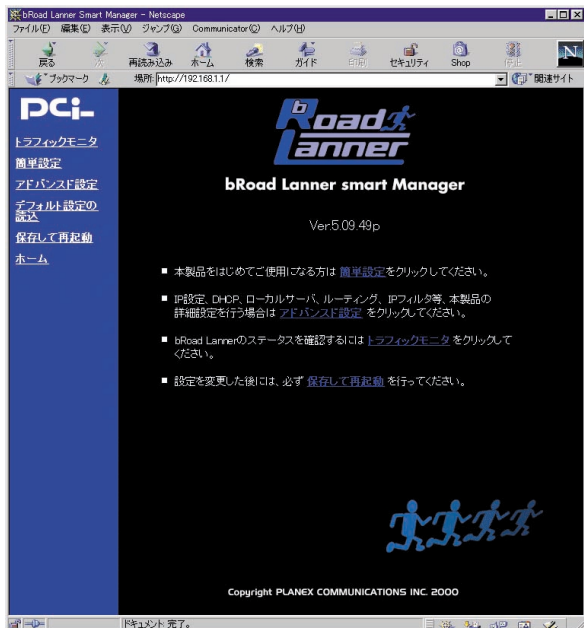 bRoad Lanner Smart Manager - Netscape
ファイル(F) 編集(E) 表示(V) ジャンプ(G) Communicator(C) ヘルプ(H)
戻る 次 再読み込み ホーム 検索 ガイド 印刷 セキュリティ Shop 停止
N
ブックマーク 場所: http://192.168.1.1/ 関連サイト
PCi
トラフィックモニタ
簡単設定
アドバンスド設定
デフォルト設定の
読込
保存して再起動
ホーム
bRoad
Lanner
bRoad Lanner smart Manager
Ver.5.09.49p
■ 本製品をはじめてご使用になる方は 簡単設定をクリックしてください。
■ IP設定、DHCP、ローカルサーバ、ルーティング、IPフィルタ等、本製品の
詳細設定を行う場合は アドバンスド設定 をクリックしてください。
■ bRoad Lannerのステータスを確認するには トラフィックモニタ をクリックして
ください。
■ 設定を変更した後には、必ず 保存して再起動 を行ってください。
Copyright PLANEX COMMUNICATIONS INC. 2000
ドキュメント: 完了。